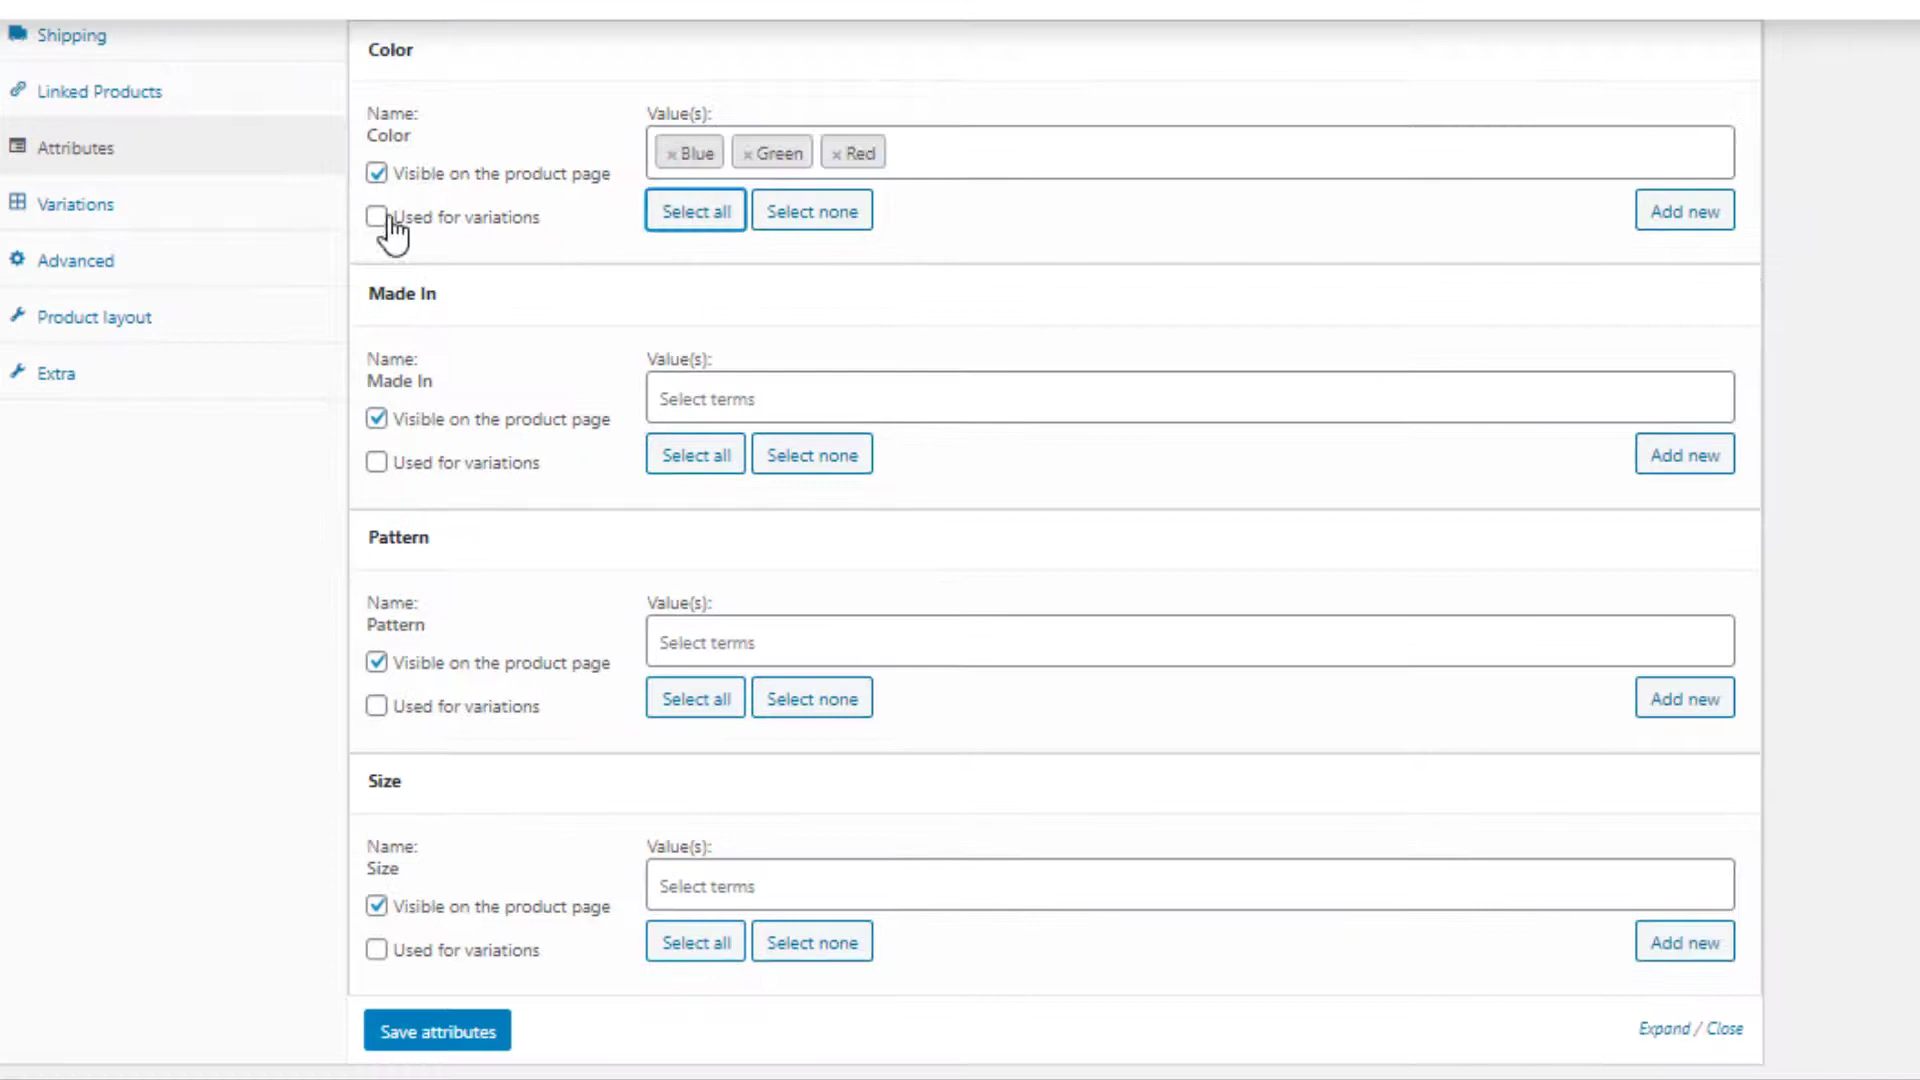 Shipping
Linked Products
Attributes
Variations
Advanced
Product layout
Extra
Color
Name:
Color
Visible on the product page
Used for variations
Value(s):
× Blue × Green × Red
Select all Select none Add new
Made In
Name:
Made In
Visible on the product page
Used for variations
Value(s):
Select terms
Select all Select none Add new
Pattern
Name:
Pattern
Visible on the product page
Used for variations
Value(s):
Select terms
Select all Select none Add new
Size
Name:
Size
Visible on the product page
Used for variations
Value(s):
Select terms
Select all Select none Add new
Save attributes Expand / Close